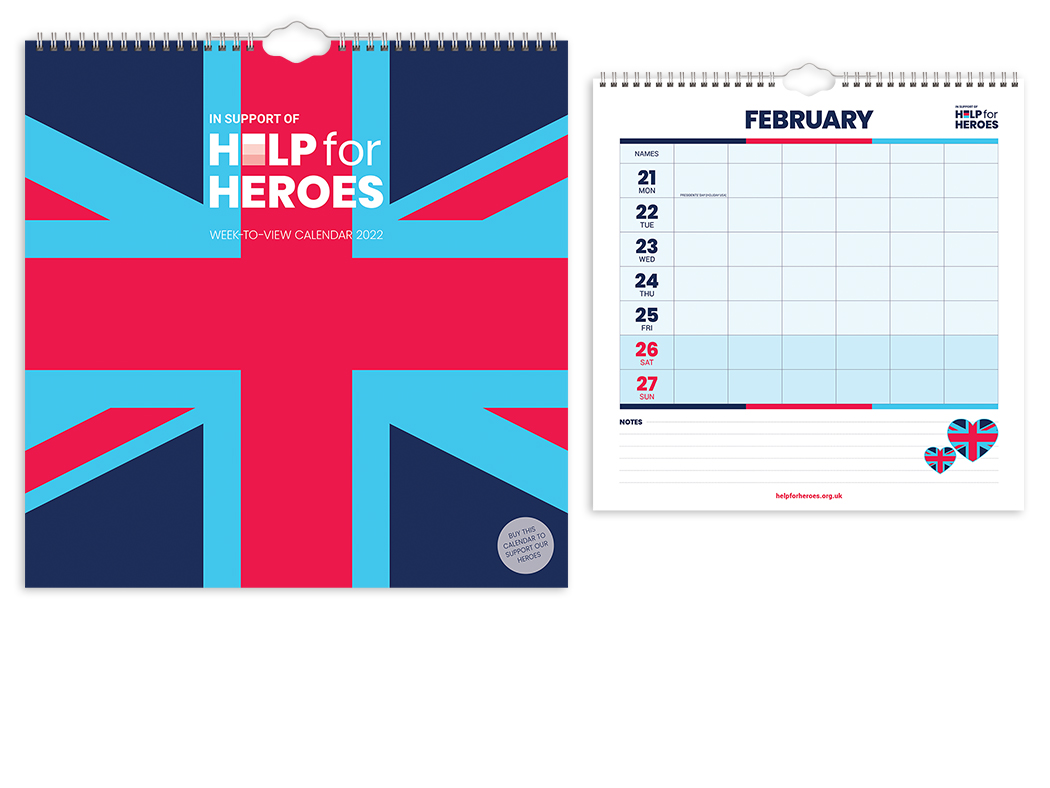 IN SUPPORT OF
HELP for
HEROES
WEEK-TO-VIEW CALENDAR 2022
BUY THIS
CALENDAR TO
SUPPORT OUR
HEROES
FEBRUARY
IN SUPPORT OF
HELP for
HEROES
NAMES
21
MON
PRESIDENTS' DAY (HOLIDAY USA)
22
TUE
23
WED
24
THU
25
FRI
26
SAT
27
SUN
NOTES
helpforheroes.org.uk